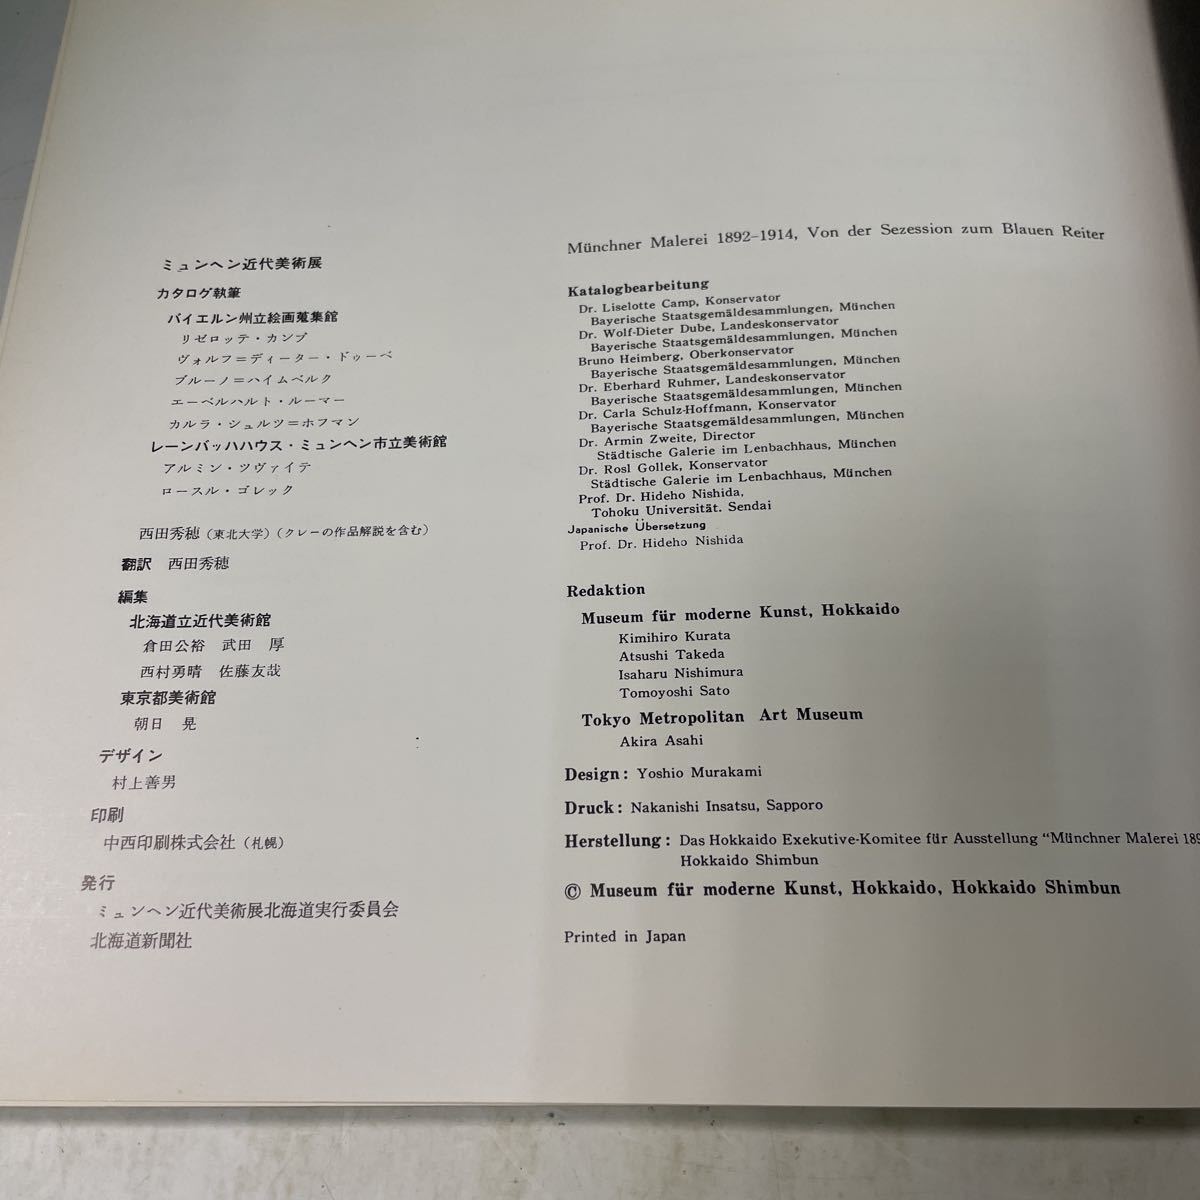 ミュンヘン近代美術展
カタログ執筆
バイエルン州立絵画蒐集館
リゼロッテ・カンプ
ヴォルフ=ディーター・ドゥーベ
ブルーノ=ハイムベルク
エーベルハルト・ルーマー
カルラ・シュルツ=ホフマン
レーンバッハハウス・ミュンヘン市立美術館
アルミン・ツヴァイテ
ロースル・ゴレック
西田秀穂（東北大学）（クレーの作品解説を含む）
翻訳 西田秀穂
編集
北海道立近代美術館
倉田公裕 武田 厚
西村勇晴 佐藤友哉
東京都美術館
朝日 晃
デザイン
村上善男
印刷
中西印刷株式会社（札幌）
発行
ミュンヘン近代美術展北海道実行委員会
北海道新聞社
Münchner Malerei 1892–1914, Von der Sezession zum Blauen Reiter
Katalogbearbeitung
Dr. Liselotte Camp, Konservator
Bayerische Staatsgemäldesammlungen, München
Dr. Wolf-Dieter Dube, Landeskonservator
Bayerische Staatsgemäldesammlungen, München
Bruno Heimberg, Oberkonservator
Bayerische Staatsgemäldesammlungen, München
Dr. Eberhard Ruhmer, Landeskonservator
Bayerische Staatsgemäldesammlungen, München
Dr. Carla Schulz-Hoffmann, Konservator
Bayerische Staatsgemäldesammlungen, München
Dr. Armin Zweite, Director
Städtische Galerie im Lenbachhaus, München
Dr. Rosl Gollek, Konservator
Städtische Galerie im Lenbachhaus, München
Prof. Dr. Hideho Nishida,
Tohoku Universität. Sendai
Japanische Übersetzung
Prof. Dr. Hideho Nishida
Redaktion
Museum für moderne Kunst, Hokkaido
Kimihiro Kurata
Atsushi Takeda
Isaharu Nishimura
Tomoyoshi Sato
Tokyo Metropolitan Art Museum
Akira Asahi
Design: Yoshio Murakami
Druck: Nakanishi Insatsu, Sapporo
Herstellung: Das Hokkaido Exekutive-Komitee für Ausstellung “Münchner Malerei 189
Hokkaido Shimbun
© Museum für moderne Kunst, Hokkaido, Hokkaido Shimbun
Printed in Japan